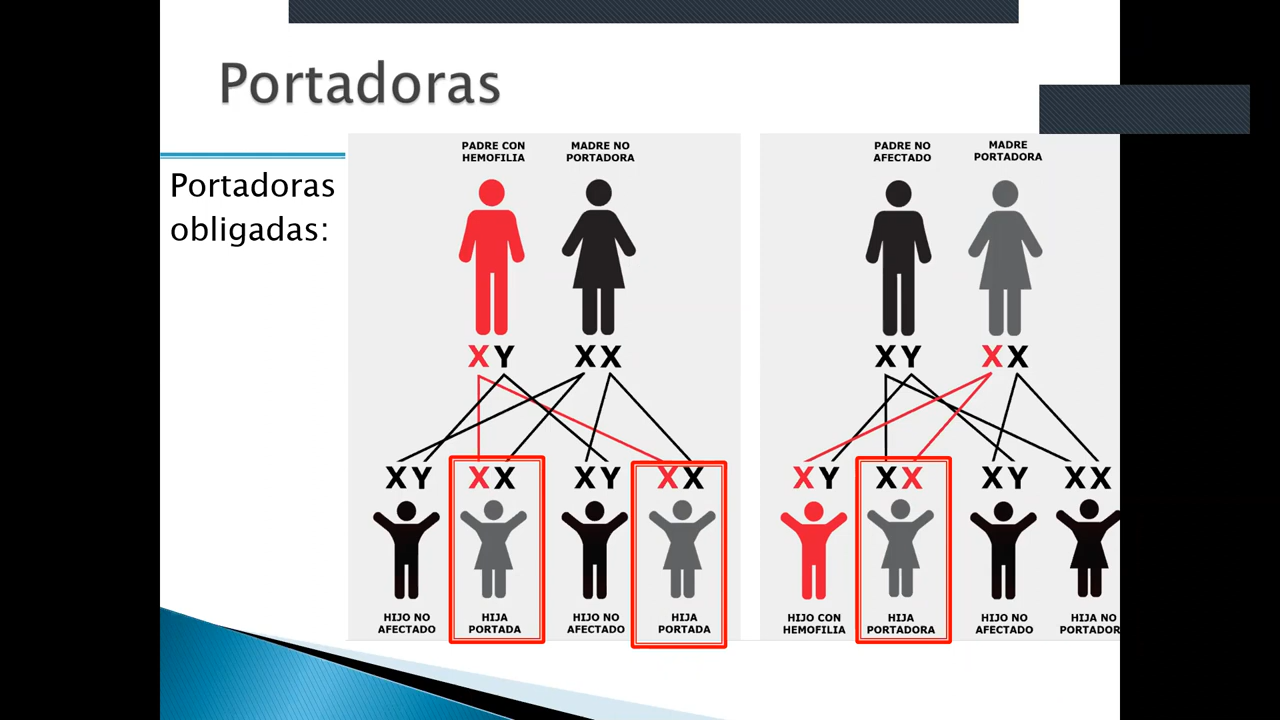 Portadoras
Portadoras
obligadas:
PADRE CON
HEMOFILIA
MADRE NO
PORTADORA
XY
XX
XY
XX
XY
XX
HIJO NO
AFECTADO
HIJA
PORTADA
HIJO NO
AFECTADO
HIJA
PORTADA
PADRE NO
AFECTADO
MADRE
PORTADORA
XY
XX
XY
XX
XY
XX
HIJO CON
HEMOFILIA
HIJA
PORTADORA
HIJO NO
AFECTADO
HIJA NO
PORTADOR